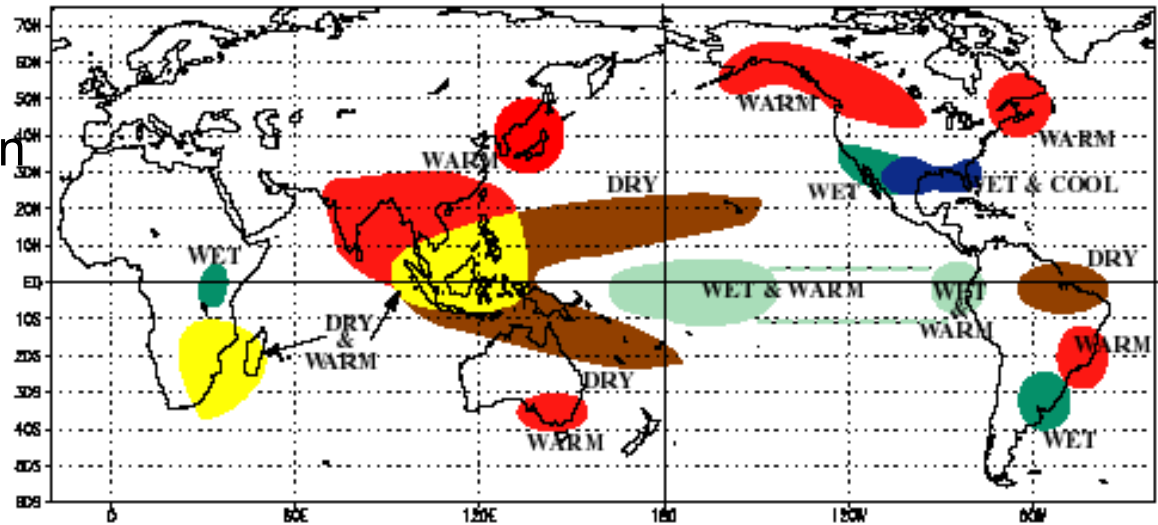 70N
60N
50N
40N
30N
20N
10N
EQ
10S
20S
30S
40S
50S
60S
n
WARM
WARM
WARM
DRY
WET
WET & COOL
WET
DRY
WET & WARM
WET
&
WARM
DRY
&
WARM
WARM
DRY
WARM
WET
0
60E
120E
180
120W
60W